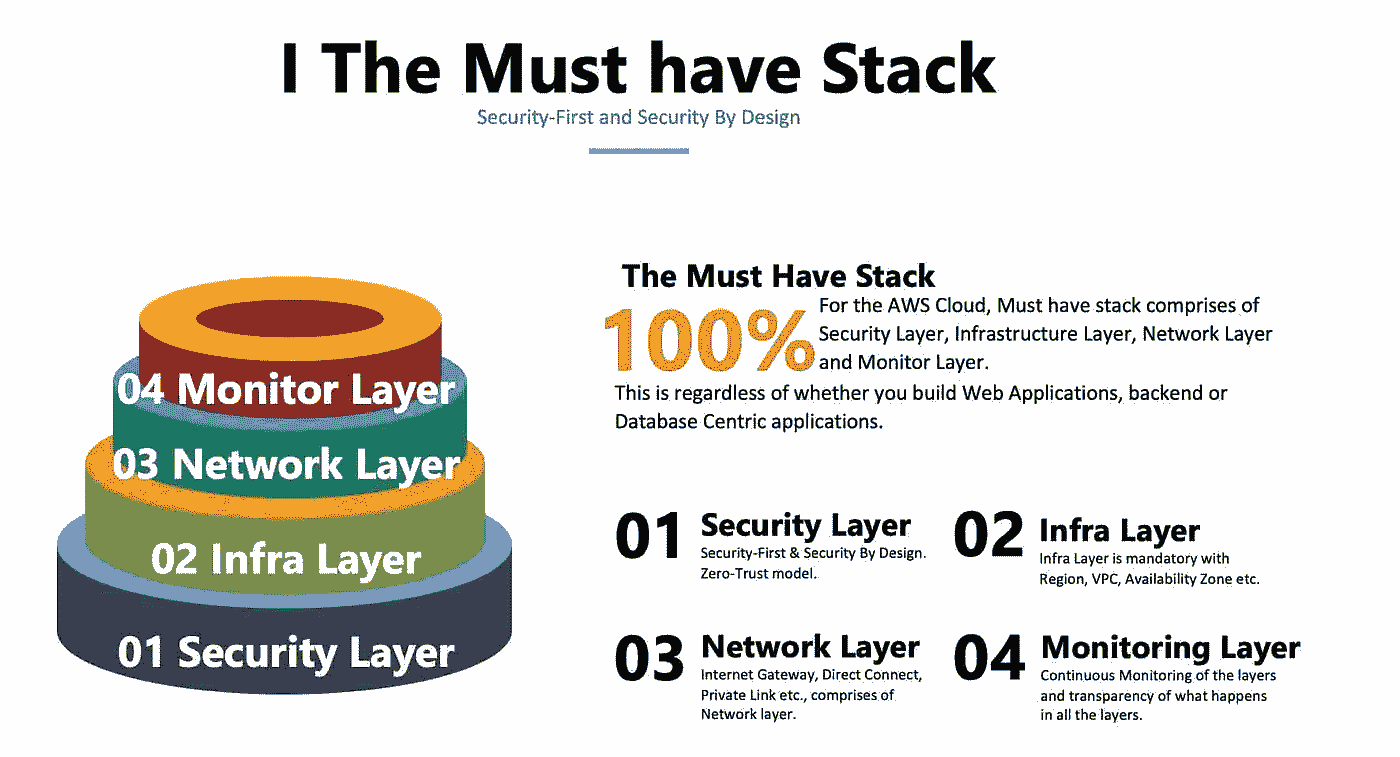 I The Must have Stack
Security-First and Security By Design
04 Monitor Layer
03 Network Layer
02 Infra Layer
01 Security Layer
The Must Have Stack
100%
For the AWS Cloud, Must have stack comprises of
Security Layer, Infrastructure Layer, Network Layer
and Monitor Layer.
This is regardless of whether you build Web Applications, backend or
Database Centric applications.
01
Security Layer
Security-First & Security By Design.
Zero-Trust model.
02
Infra Layer
Infra Layer is mandatory with
Region, VPC, Availability Zone etc.
03
Network Layer
Internet Gateway, Direct Connect,
Private Link etc., comprises of
Network layer.
04
Monitoring Layer
Continuous Monitoring of the layers
and transparency of what happens
in all the layers.